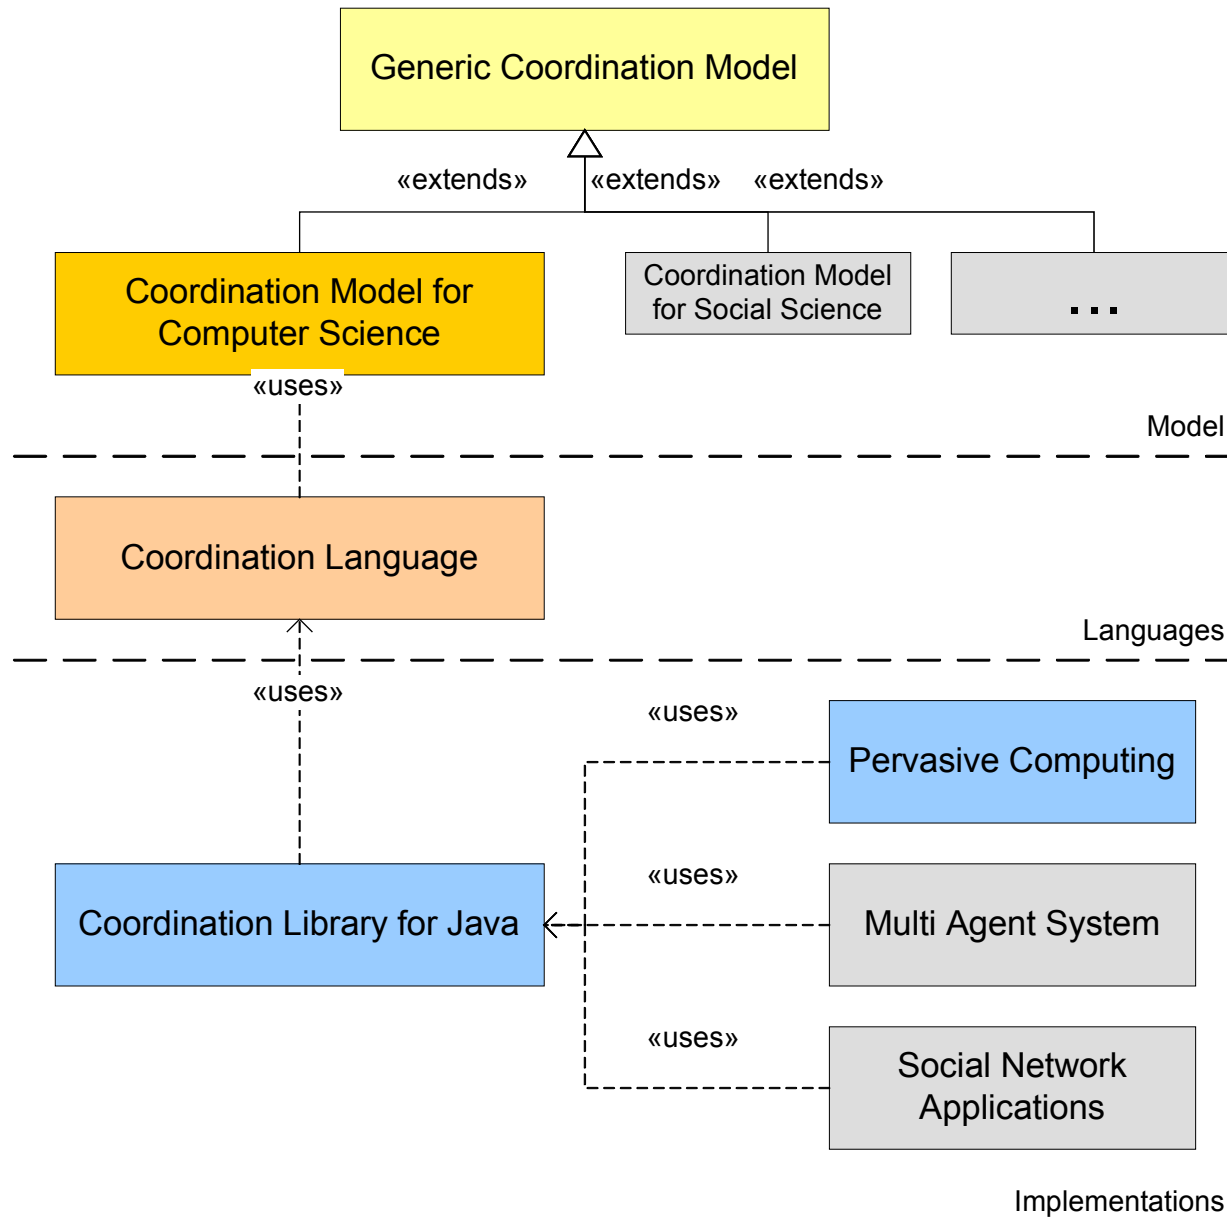 Generic Coordination Model
«extends» «extends» «extends»
Coordination Model for
Computer Science
Coordination Model
for Social Science
...
«uses»
Model
Coordination Language
Languages
«uses»
«uses»
Pervasive Computing
«uses»
Coordination Library for Java
Multi Agent System
«uses»
Social Network
Applications
Implementations